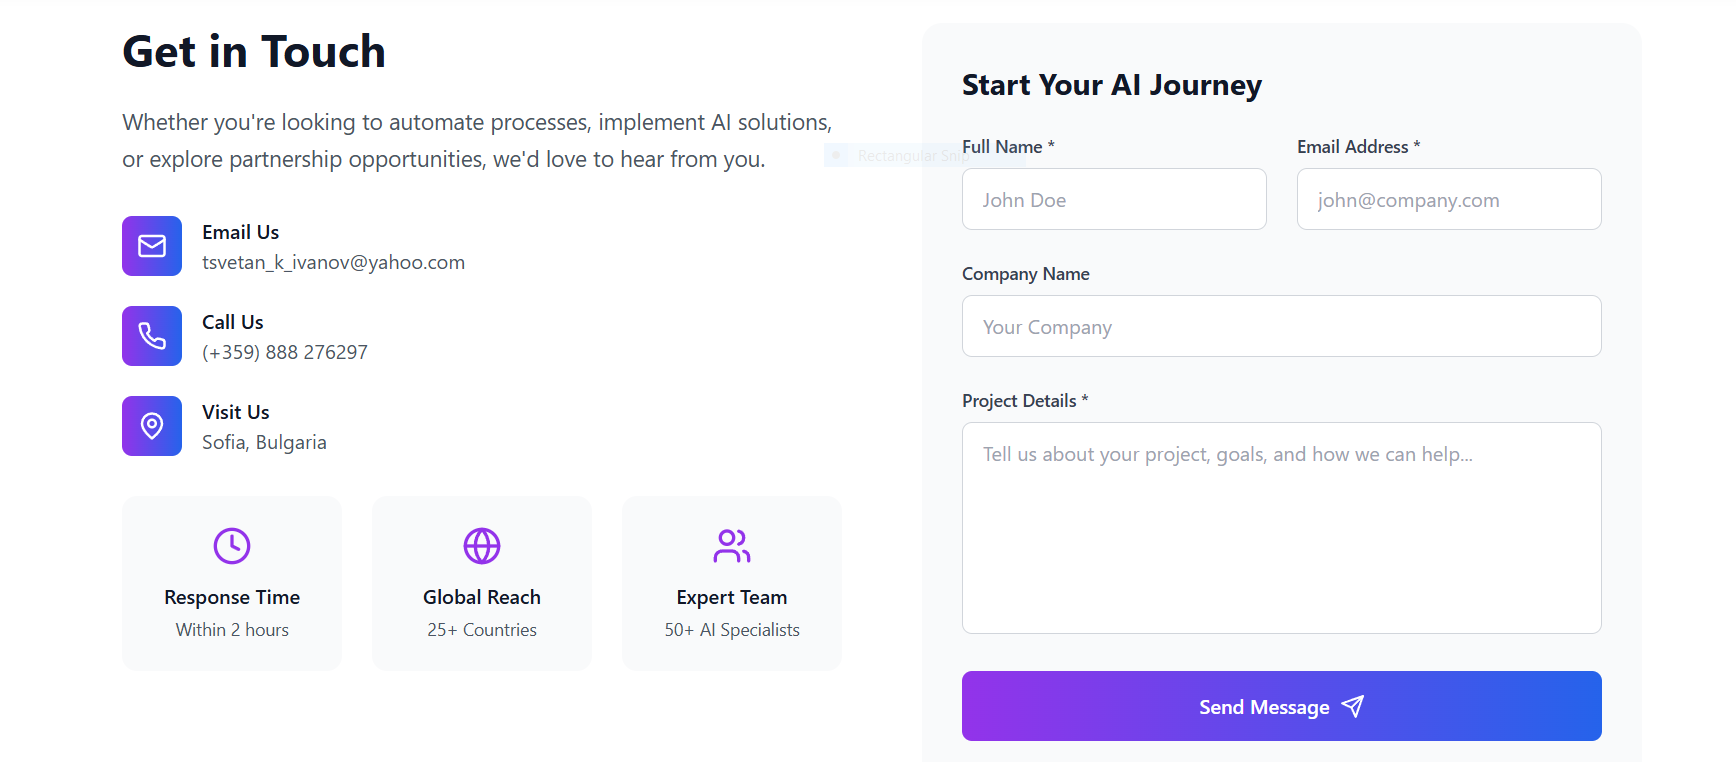 Get in Touch
Whether you're looking to automate processes, implement AI solutions,
or explore partnership opportunities, we'd love to hear from you.
Email Us
tsvetan_k_ivanov@yahoo.com
Call Us
(+359) 888 276297
Visit Us
Sofia, Bulgaria
Response Time
Within 2 hours
Global Reach
25+ Countries
Expert Team
50+ AI Specialists
Rectangular Snip
Start Your AI Journey
Full Name *
Email Address *
John Doe
john@company.com
Company Name
Your Company
Project Details *
Tell us about your project, goals, and how we can help...
Send Message